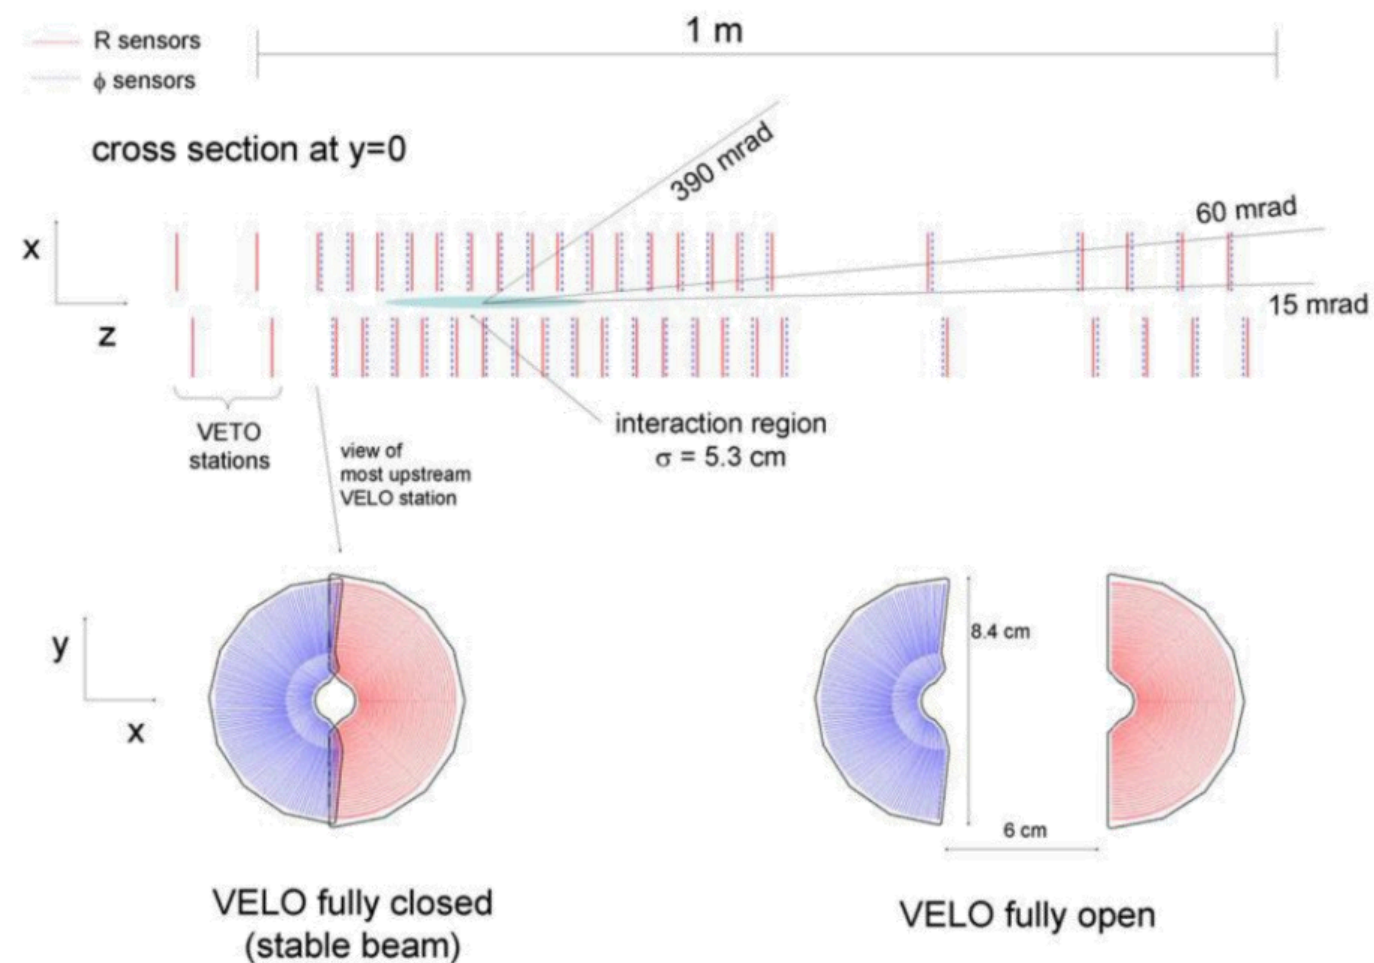 R sensors
ϕ sensors
1 m
cross section at y=0
390 mrad
60 mrad
15 mrad
x
z
VETO
stations
view of
most upstream
VELO station
interaction region
σ = 5.3 cm
y
x
8.4 cm
6 cm
VELO fully closed
(stable beam)
VELO fully open